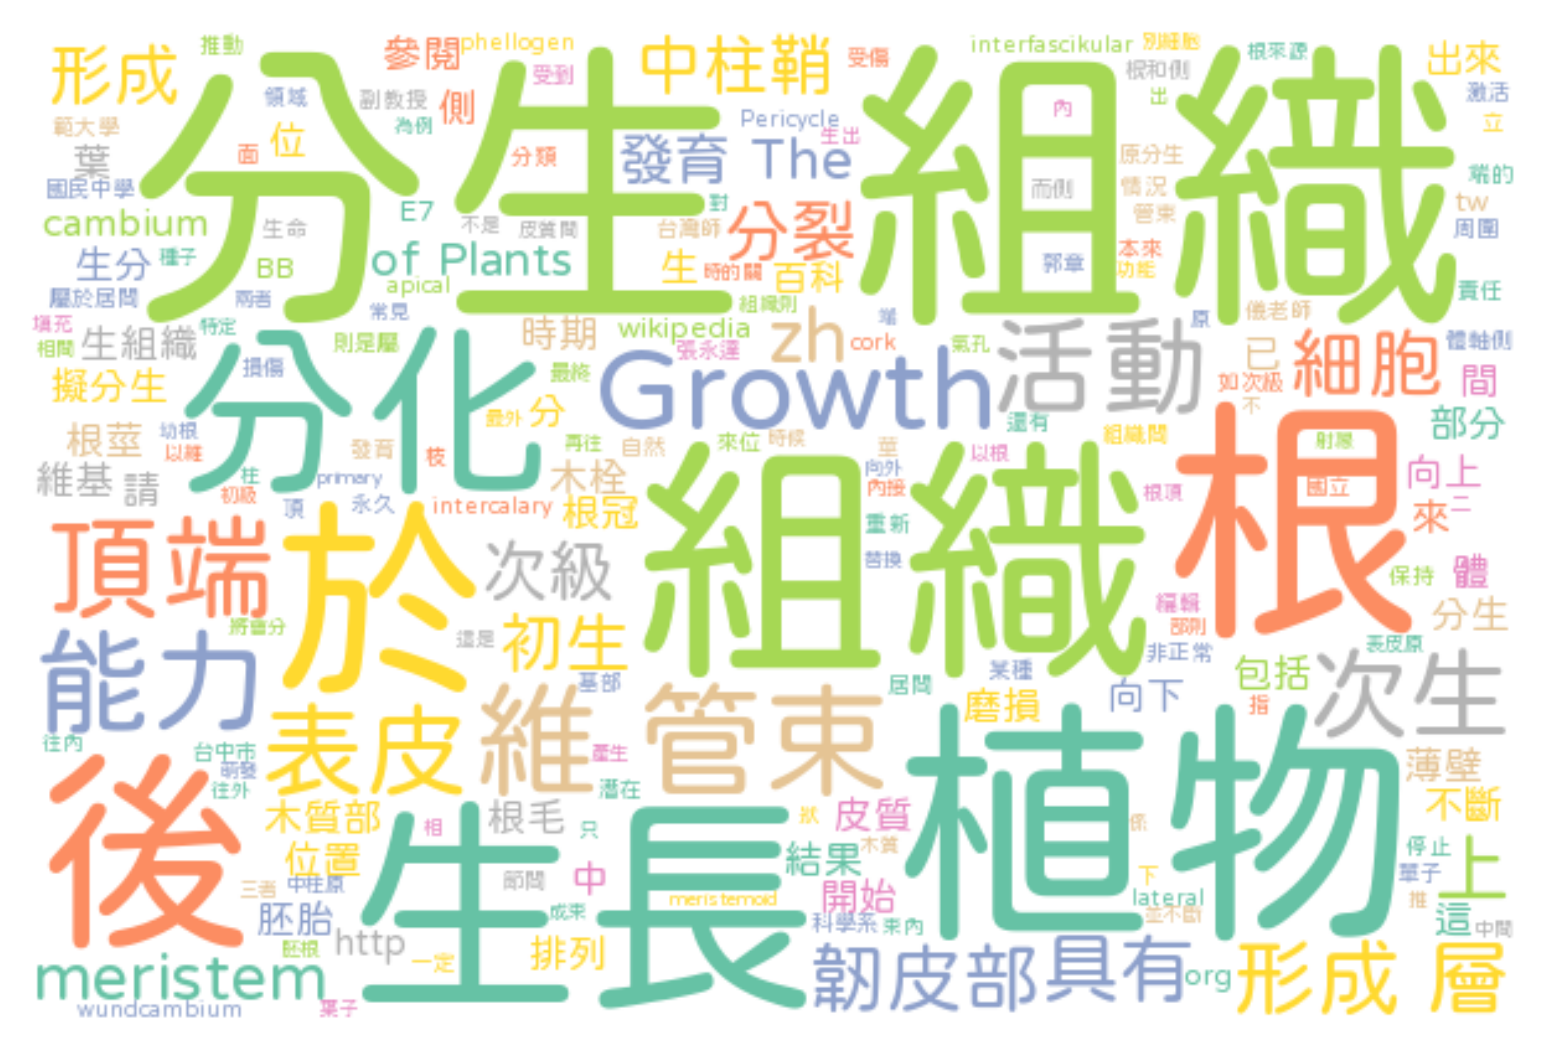 形成
推動
參閱
phellogen
中柱鞘
受傷
interfascikular
別細胞
根來源
出來
分生組織
受到
根和側
激活
領域
副教授
側
為例
出
內
立
範大學
位
Pericycle
生出
葉
面
分類
發育 The
原分生
端的
國民中學
而側
情況
cambium
E7
不是
皮質間
對
台灣師
分裂
管束
tw
周圍
生命
生分
種子
BB
of Plants
apical
生
時的關
百科
郭章
本來
功能
屬於居間
兩者
常見
組織則
責任
儀老師
填充
相間
生組織
特定
則是屬
時期
wikipedia
張永達
zh
cork
端
氣孔
原
活動
已
細胞
體軸側
擬分生
損傷
分化
最終
Growth
如次級
不
間
最外
分
還有
部分
根莖
幼根
以維
發育
枝
再往
自然
來位
時候
草
組織間
射髓
維基
請
柱
初級
primary
木栓
向外
以根
向上
頂
永久
intercalary
根冠
內接
重新
根頂
國立
來
二
頂端
於
次級
組織
替換
根
保持
體
編輯
部則
分生
將會分
這是
初生
某種
非正常
表皮原
能力
基部
居間
包括
次生
磨損
向下
指
往內
台中市
萌發
往外
表皮
維管束
產生
潛在
植物
薄壁
不斷
後
木質部
根毛
相
只
狀
皮質
係
位置
結果
木質
停止
單子
上
三者
中柱原
節間
中
開始
下
lateral
推
meristemoid
胚胎
生長
成束
科學系
束內
並不斷
這
中間
胚根
http
一定
排列
meristem
韌皮部
具有
org
形成層
wundcambium
葉子